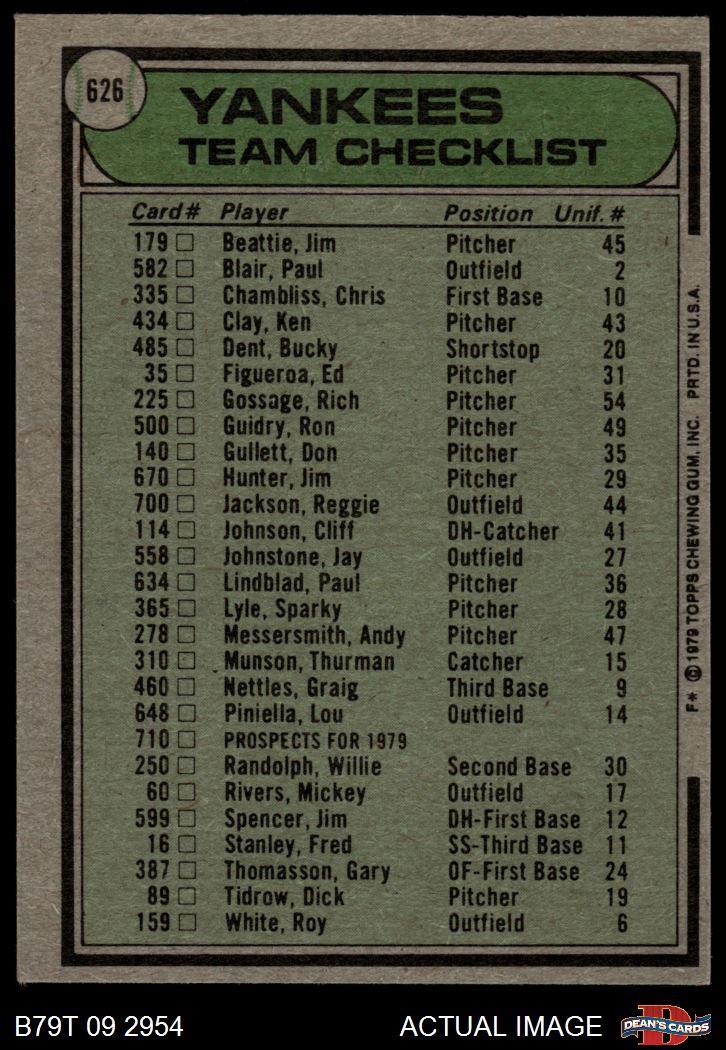 626
YANKEES
TEAM CHECKLIST
Card# Player Position Unif. #
179 □ Beattie, Jim Pitcher 45
582 □ Blair, Paul Outfield 2
335 □ Chambliss, Chris First Base 10
434 □ Clay, Ken Pitcher 43
485 □ Dent, Bucky Shortstop 20
35 □ Figueroa, Ed Pitcher 31
225 □ Gossage, Rich Pitcher 54
500 □ Guidry, Ron Pitcher 49
140 □ Gullett, Don Pitcher 35
670 □ Hunter, Jim Pitcher 29
700 □ Jackson, Reggie Outfield 44
114 □ Johnson, Cliff DH-Catcher 41
558 □ Johnstone, Jay Outfield 27
634 □ Lindblad, Paul Pitcher 36
365 □ Lyle, Sparky Pitcher 28
278 □ Messersmith, Andy Pitcher 47
310 □ Munson, Thurman Catcher 15
460 □ Nettles, Graig Third Base 9
648 □ Piniella, Lou Outfield 14
710 □ PROSPECTS FOR 1979
250 □ Randolph, Willie Second Base 30
60 □ Rivers, Mickey Outfield 17
599 □ Spencer, Jim DH-First Base 12
16 □ Stanley, Fred SS-Third Base 11
387 □ Thomasson, Gary OF-First Base 24
89 □ Tidrow, Dick Pitcher 19
159 □ White, Roy Outfield 6
F* © 1979 TOPPS CHEWING GUM, INC. PRTD. IN U.S.A.
B79T 09 2954 ACTUAL IMAGE
DEAN'S CARDS